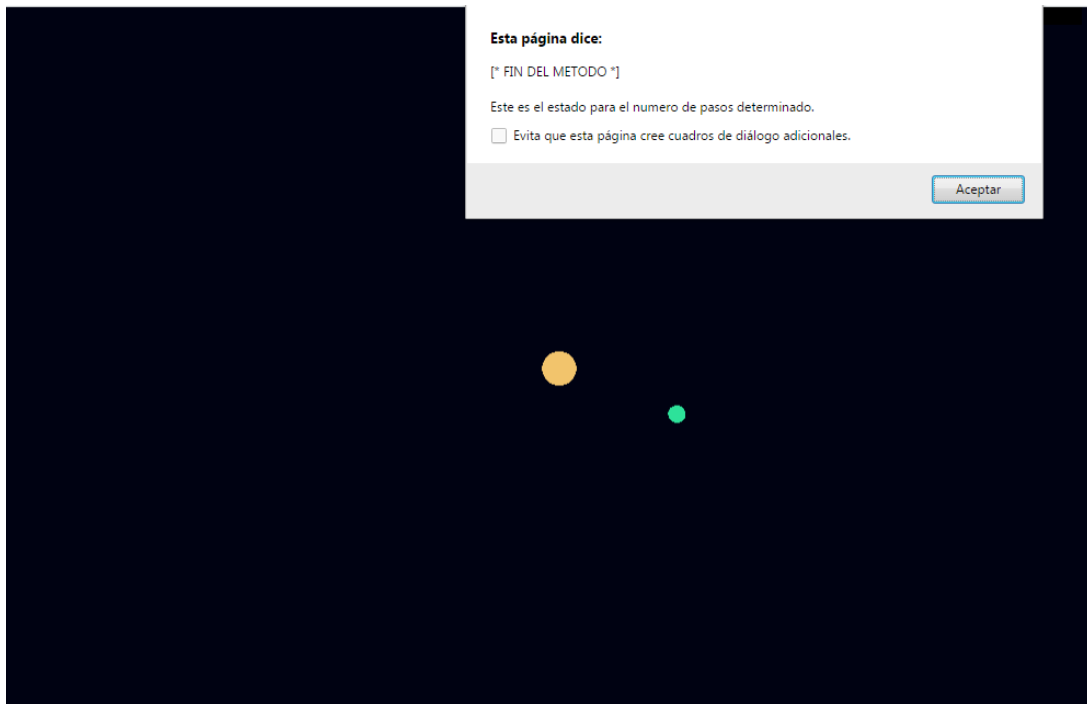 Esta página dice:
[* FIN DEL METODO *]
Este es el estado para el numero de pasos determinado.
Evita que esta página cree cuadros de diálogo adicionales.
Aceptar